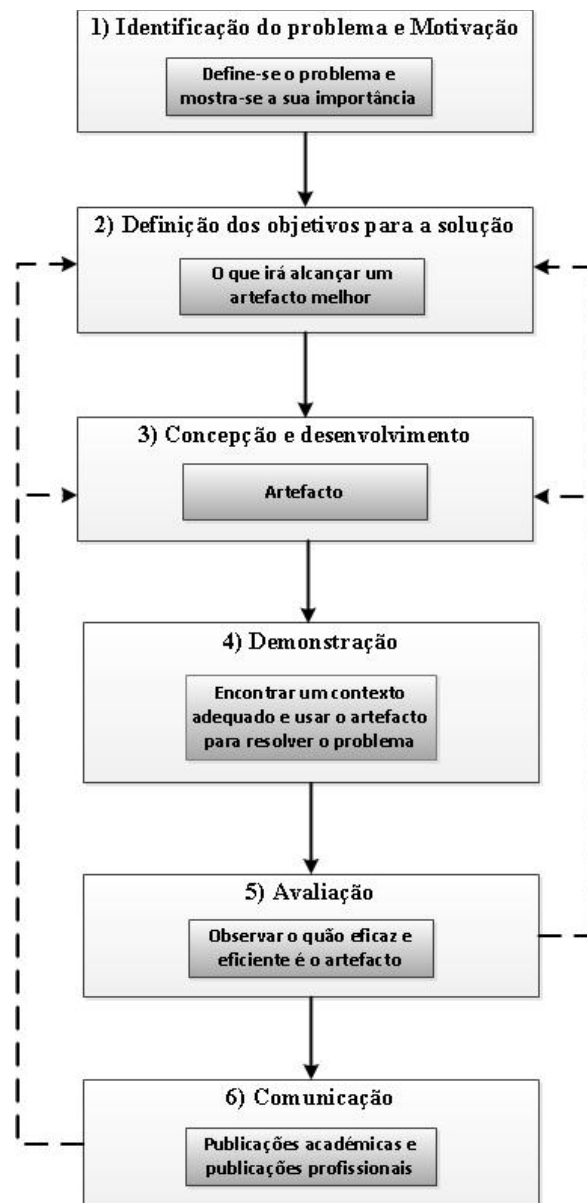 1) Identificação do problema e Motivação
Define-se o problema e
mostra-se a sua importância
2) Definição dos objetivos para a solução
O que irá alcançar um
artefacto melhor
3) Concepção e desenvolvimento
Artefacto
4) Demonstração
Encontrar um contexto
adequado e usar o artefacto
para resolver o problema
5) Avaliação
Observar o quão eficaz e
eficiente é o artefacto
6) Comunicação
Publicações académicas e
publicações profissionais